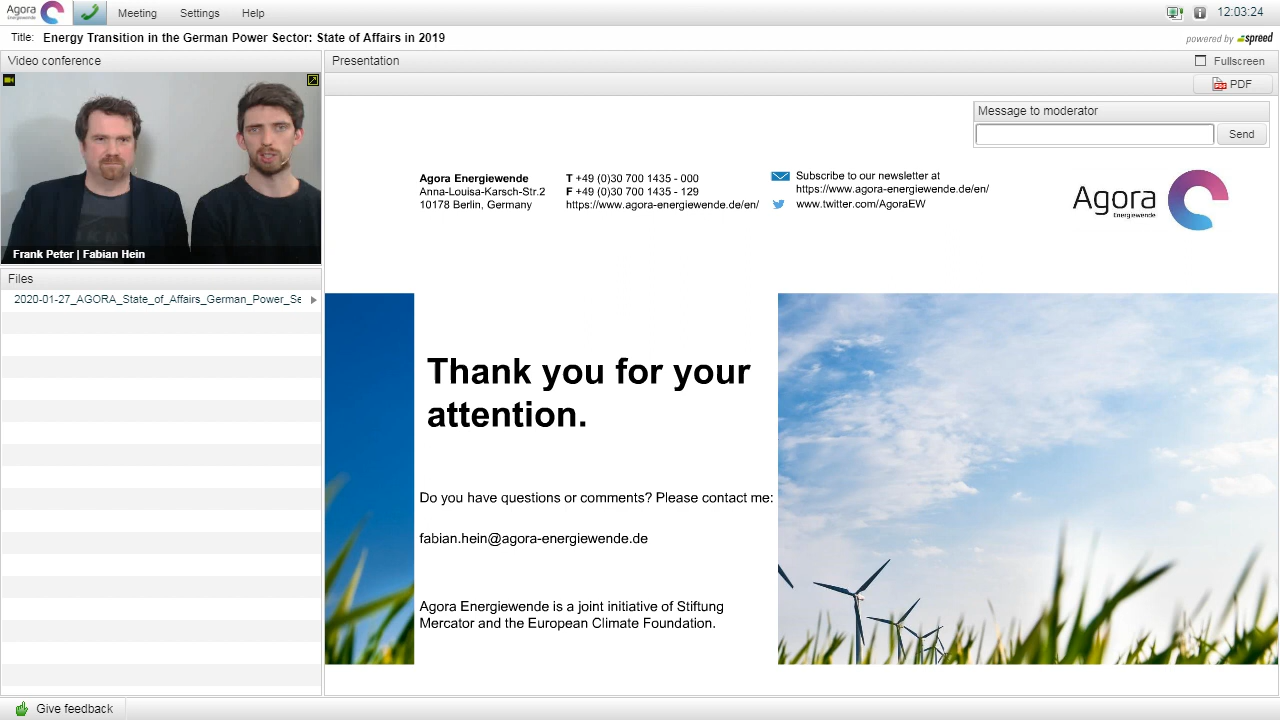 Agora
Energiewende
Meeting
Settings
Help
12:03:24
Title: Energy Transition in the German Power Sector: State of Affairs in 2019
powered by spreed
Video conference
Presentation
Fullscreen
PDF
Message to moderator
Send
Frank Peter | Fabian Hein
Files
2020-01-27_AGORA_State_of_Affairs_German_Power_Se
Agora Energiewende
Anna-Louisa-Karsch-Str.2
10178 Berlin, Germany
T +49 (0)30 700 1435 - 000
F +49 (0)30 700 1435 - 129
https://www.agora-energiewende.de/en/
Subscribe to our newsletter at
https://www.agora-energiewende.de/en/
www.twitter.com/AgoraEW
Agora
Energiewende
Thank you for your
attention.
Do you have questions or comments? Please contact me:
fabian.hein@agora-energiewende.de
Agora Energiewende is a joint initiative of Stiftung
Mercator and the European Climate Foundation.
Give feedback